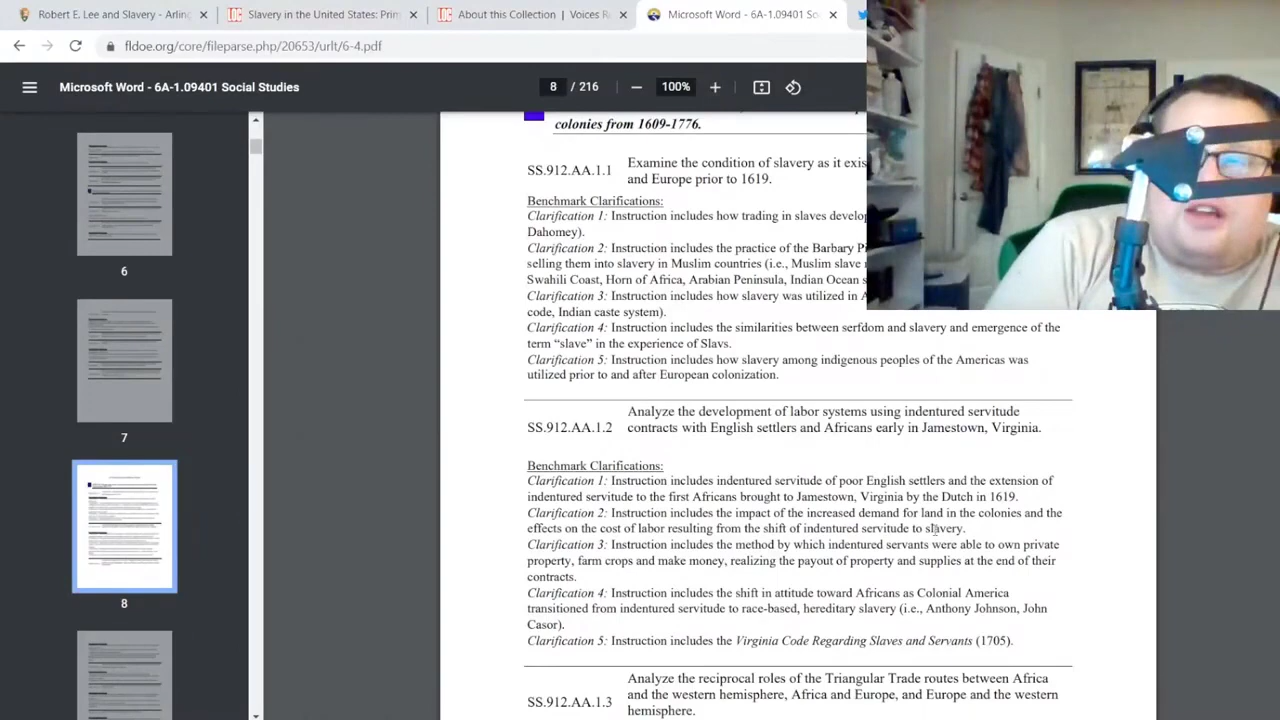 Robert E. Lee and Slavery - Arling
Slavery in the United States: Prim
About this Collection | Voices R
Microsoft Word - 6A-1.09401 Soc
fldoe.org/core/fileparse.php/20653/urlt/6-4.pdf
Microsoft Word - 6A-1.09401 Social Studies
8 / 216
100%
6
7
8
colonies from 1609-1776.
SS.912.AA.1.1
Examine the condition of slavery as it exis
and Europe prior to 1619.
Benchmark Clarifications:
Clarification 1: Instruction includes how trading in slaves develop
Dahomey).
Clarification 2: Instruction includes the practice of the Barbary Pi
selling them into slavery in Muslim countries (i.e., Muslim slave
Swahili Coast, Horn of Africa, Arabian Peninsula, Indian Ocean s
Clarification 3: Instruction includes how slavery was utilized in A
code, Indian caste system).
Clarification 4: Instruction includes the similarities between serfdom and slavery and emergence of the
term “slave” in the experience of Slavs.
Clarification 5: Instruction includes how slavery among indigenous peoples of the Americas was
utilized prior to and after European colonization.
SS.912.AA.1.2
Analyze the development of labor systems using indentured servitude
contracts with English settlers and Africans early in Jamestown, Virginia.
Benchmark Clarifications:
Clarification 1: Instruction includes indentured servitude of poor English settlers and the extension of
indentured servitude to the first Africans brought to Jamestown, Virginia by the Dutch in 1619.
Clarification 2: Instruction includes the impact of the increased demand for land in the colonies and the
effects on the cost of labor resulting from the shift of indentured servitude to slavery.
Clarification 3: Instruction includes the method by which indentured servants were able to own private
property, farm crops and make money, realizing the payout of property and supplies at the end of their
contracts.
Clarification 4: Instruction includes the shift in attitude toward Africans as Colonial America
transitioned from indentured servitude to race-based, hereditary slavery (i.e., Anthony Johnson, John
Casor).
Clarification 5: Instruction includes the Virginia Code Regarding Slaves and Servants (1705).
SS.912.AA.1.3
Analyze the reciprocal roles of the Triangular Trade routes between Africa
and the western hemisphere, Africa and Europe, and Europe and the western
hemisphere.